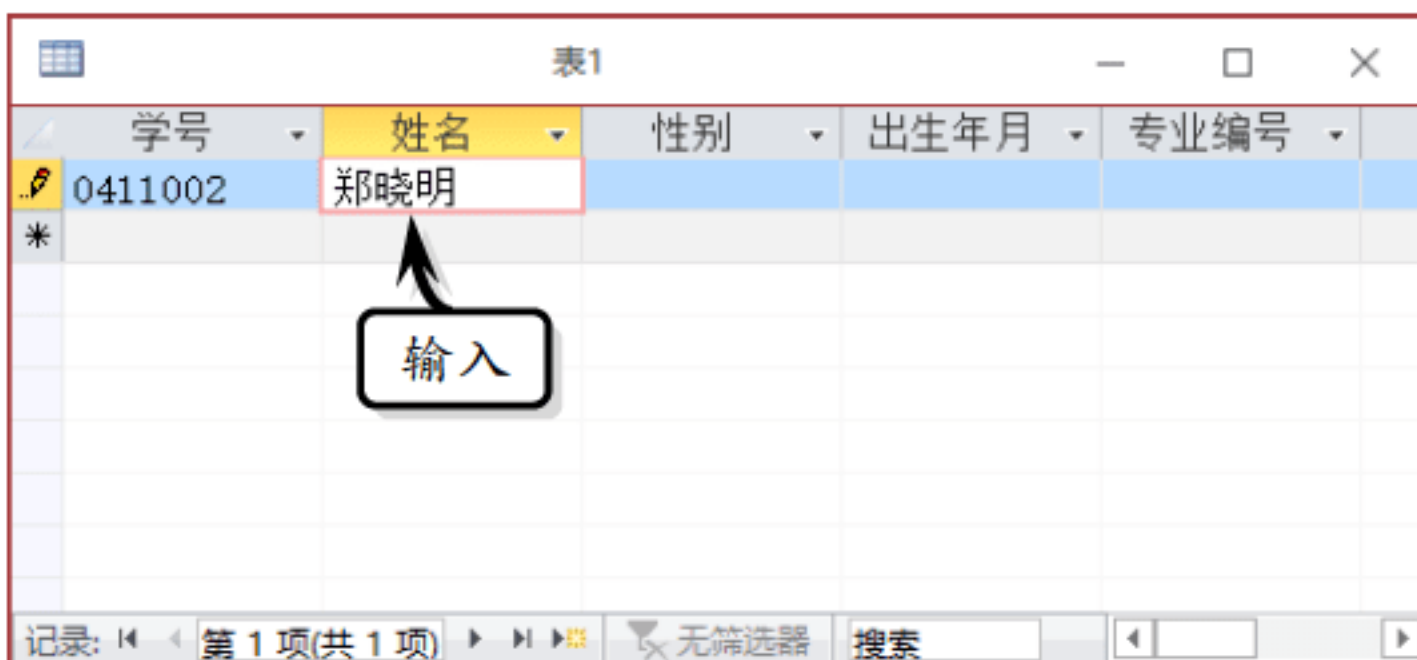 表1
学号 姓名 性别 出生年月 专业编号
0411002 郑晓明
输入
记录: 第 1 项(共 1 项) 无筛选器 搜索